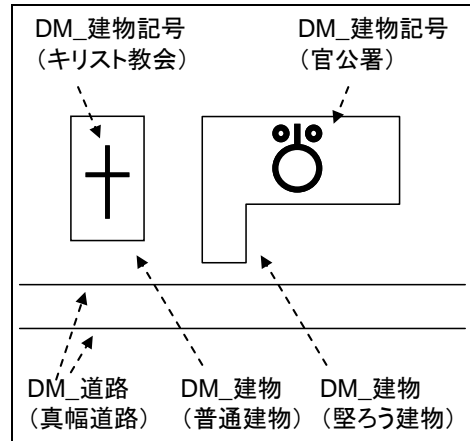 DM_建物記号
（キリスト教会）
DM_建物記号
（官公署）
DM_道路
（真幅道路）
DM_建物
（普通建物）
DM_建物
（堅ろう建物）